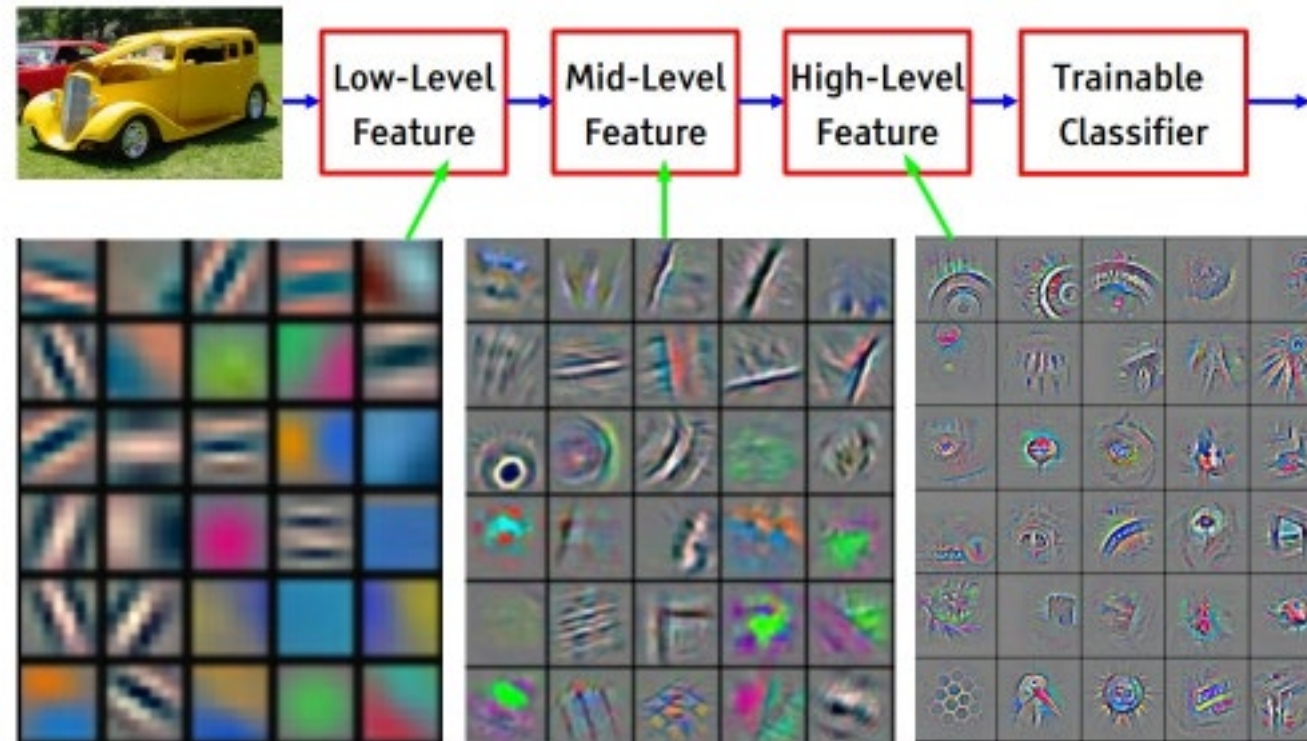 Low-Level
Feature
Mid-Level
Feature
High-Level
Feature
Trainable
Classifier